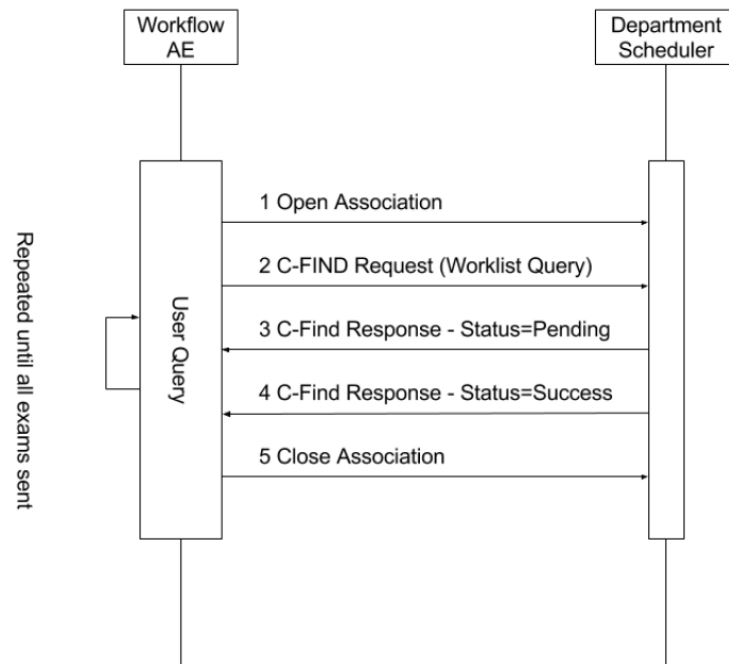 Workflow
AE
Department
Scheduler
1 Open Association
2 C-FIND Request (Worklist Query)
3 C-Find Response - Status=Pending
4 C-Find Response - Status=Success
5 Close Association
User Query
Repeated until all exams sent